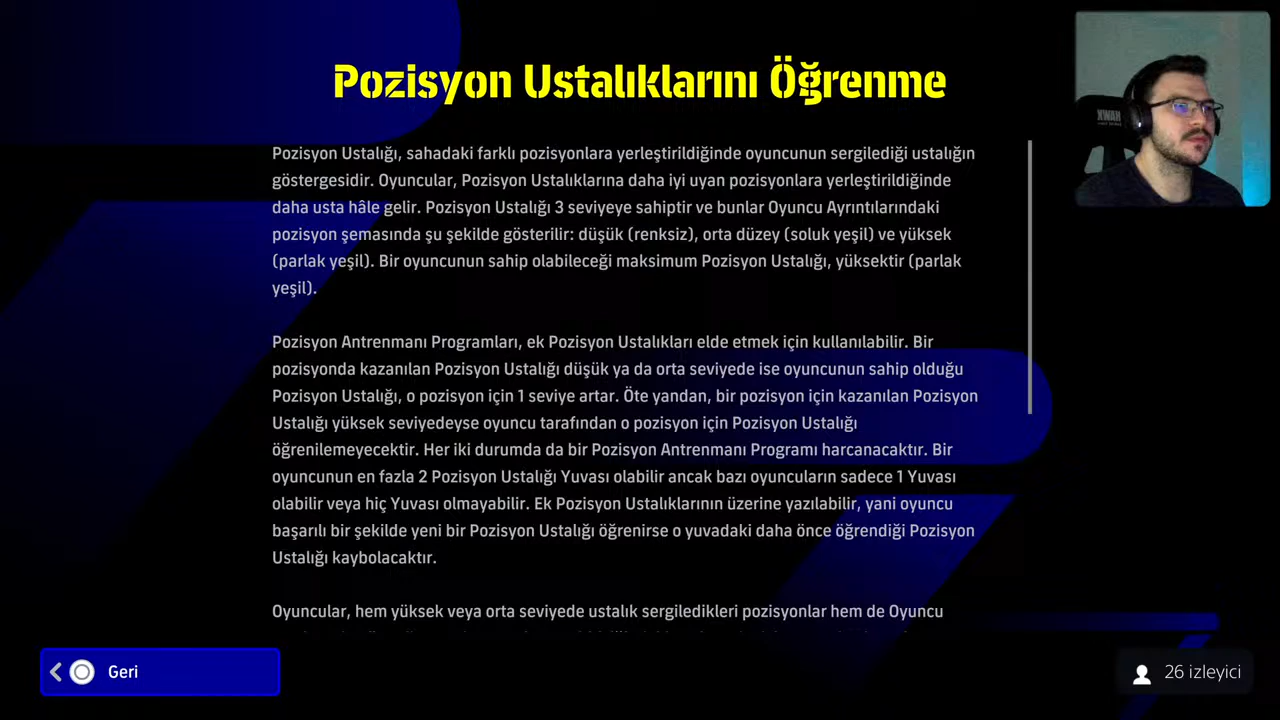 Pozisyon Ustalıklarını Öğrenme
Pozisyon Ustalığı, sahadaki farklı pozisyonlara yerleştirildiğinde oyuncunun sergilediği ustalığın
göstergesidir. Oyuncular, Pozisyon Ustalıklarına daha iyi uyan pozisyonlara yerleştirildiğinde
daha usta hâle gelir. Pozisyon Ustalığı 3 seviyeye sahiptir ve bunlar Oyuncu Ayrıntılarındaki
pozisyon şemasında şu şekilde gösterilir: düşük (renksiz), orta düzey (soluk yeşil) ve yüksek
(parlak yeşil). Bir oyuncunun sahip olabileceği maksimum Pozisyon Ustalığı, yüksektir (parlak
yeşil).
Pozisyon Antrenmanı Programları, ek Pozisyon Ustalıkları elde etmek için kullanılabilir. Bir
pozisyonda kazanılan Pozisyon Ustalığı düşük ya da orta seviyede ise oyuncunun sahip olduğu
Pozisyon Ustalığı, o pozisyon için 1 seviye artar. Öte yandan, bir pozisyon için kazanılan Pozisyon
Ustalığı yüksek seviyedeyse oyuncu tarafından o pozisyon için Pozisyon Ustalığı
öğrenilemeyecektir. Her iki durumda da bir Pozisyon Antrenmanı Programı harcanacaktır. Bir
oyuncunun en fazla 2 Pozisyon Ustalığı Yuvası olabilir ancak bazı oyuncuların sadece 1 Yuvası
olabilir veya hiç Yuvası olmayabilir. Ek Pozisyon Ustalıklarının üzerine yazılabilir, yani oyuncu
başarılı bir şekilde yeni bir Pozisyon Ustalığı öğrenirse o yuvadaki daha önce öğrendiği Pozisyon
Ustalığı kaybolacaktır.
Oyuncular, hem yüksek veya orta seviyede ustalık sergiledikleri pozisyonlar hem de Oyuncu
Geri
26 izleyici